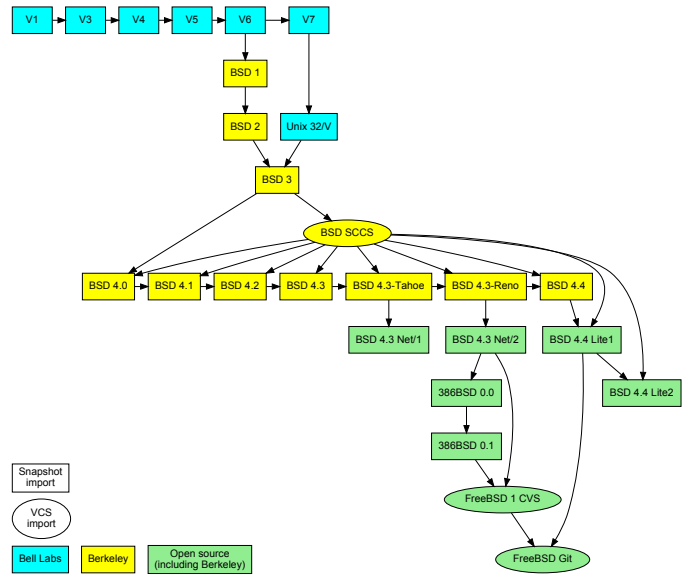 V1
V3
V4
V5
V6
V7
BSD 1
BSD 2
Unix 32/V
BSD 3
BSD SCCS
BSD 4.0
BSD 4.1
BSD 4.2
BSD 4.3
BSD 4.3-Tahoe
BSD 4.3-Reno
BSD 4.4
BSD 4.3 Net/1
BSD 4.3 Net/2
BSD 4.4 Lite1
386BSD 0.0
BSD 4.4 Lite2
386BSD 0.1
Snapshot
import
FreeBSD 1 CVS
VCS
import
Bell Labs
Berkeley
Open source
(including Berkeley)
FreeBSD Git